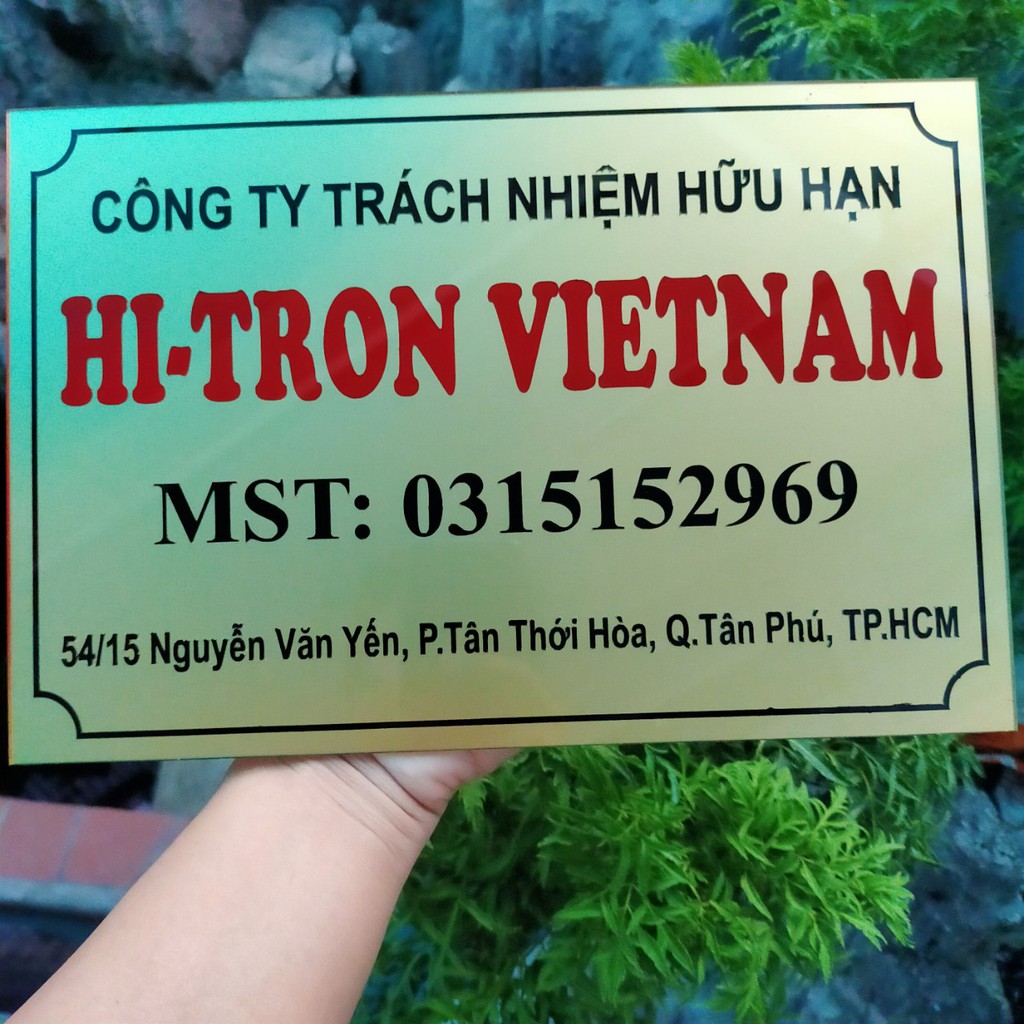 CÔNG TY TRÁCH NHIỆM HỮU HẠN
HI-TRON VIETNAM
MST: 0315152969
54/15 Nguyễn Văn Yến, P.Tân Thới Hòa, Q.Tân Phú, TP.HCM